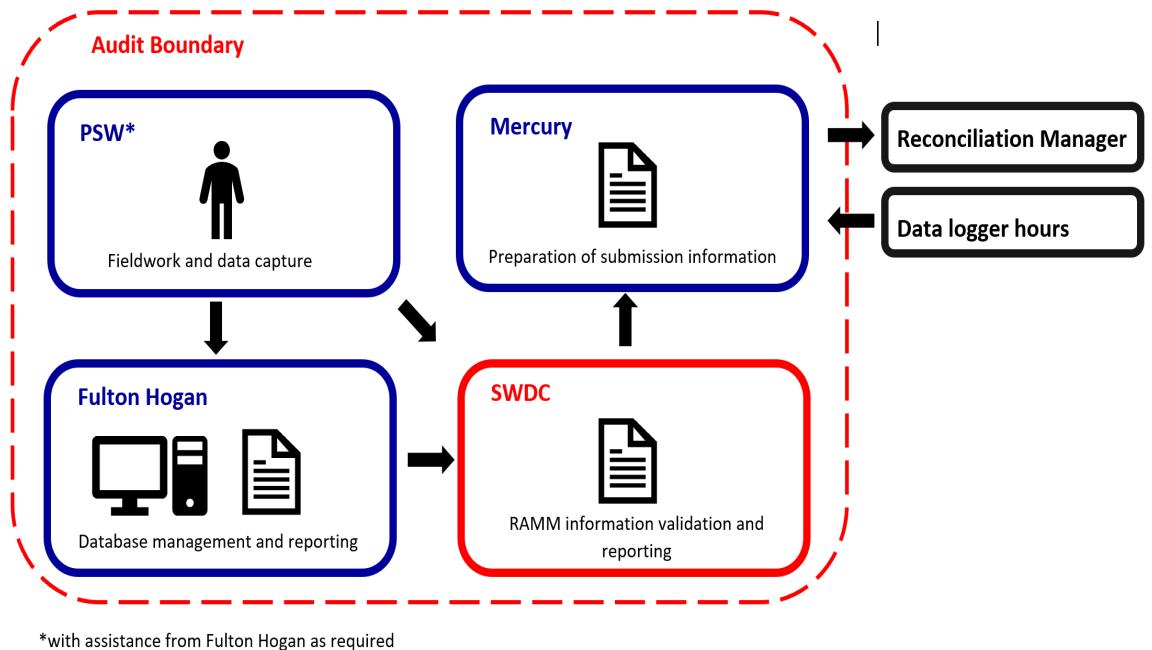 Audit Boundary
PSW*
Fieldwork and data capture
Mercury
Preparation of submission information
Reconciliation Manager
Data logger hours
Fulton Hogan
Database management and reporting
SWDC
RAMM information validation and
reporting
*with assistance from Fulton Hogan as required